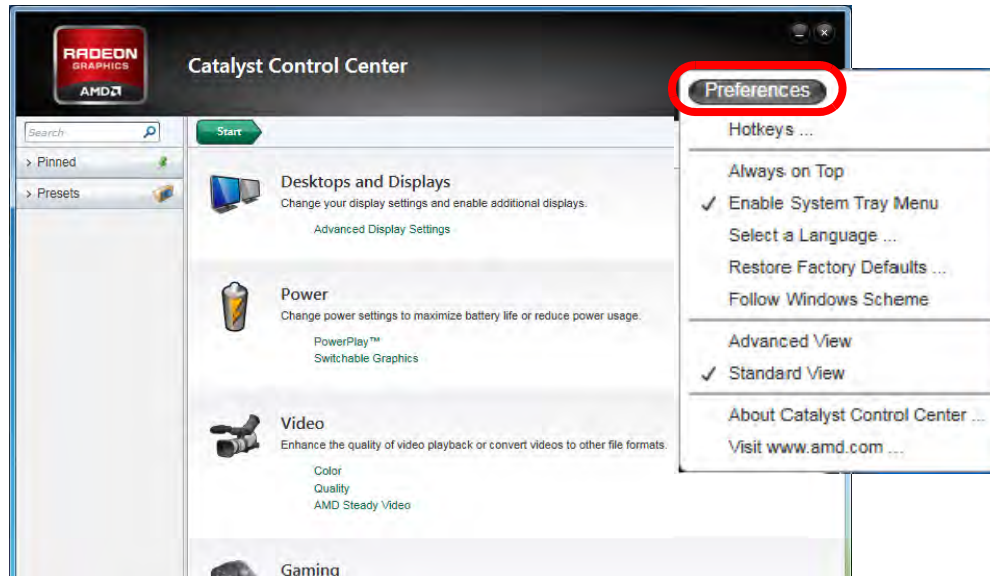 RADEON
GRAPHICS
AMD
Catalyst Control Center
Preferences
Hotkeys ...
Always on Top
Enable System Tray Menu
Select a Language ...
Restore Factory Defaults ...
Follow Windows Scheme
Advanced View
Standard View
About Catalyst Control Center ...
Visit www.amd.com ...
Search
Start
> Pinned
> Presets
Desktops and Displays
Change your display settings and enable additional displays.
Advanced Display Settings
Power
Change power settings to maximize battery life or reduce power usage.
PowerPlay™
Switchable Graphics
Video
Enhance the quality of video playback or convert videos to other file formats.
Color
Quality
AMD Steady Video
Gaming